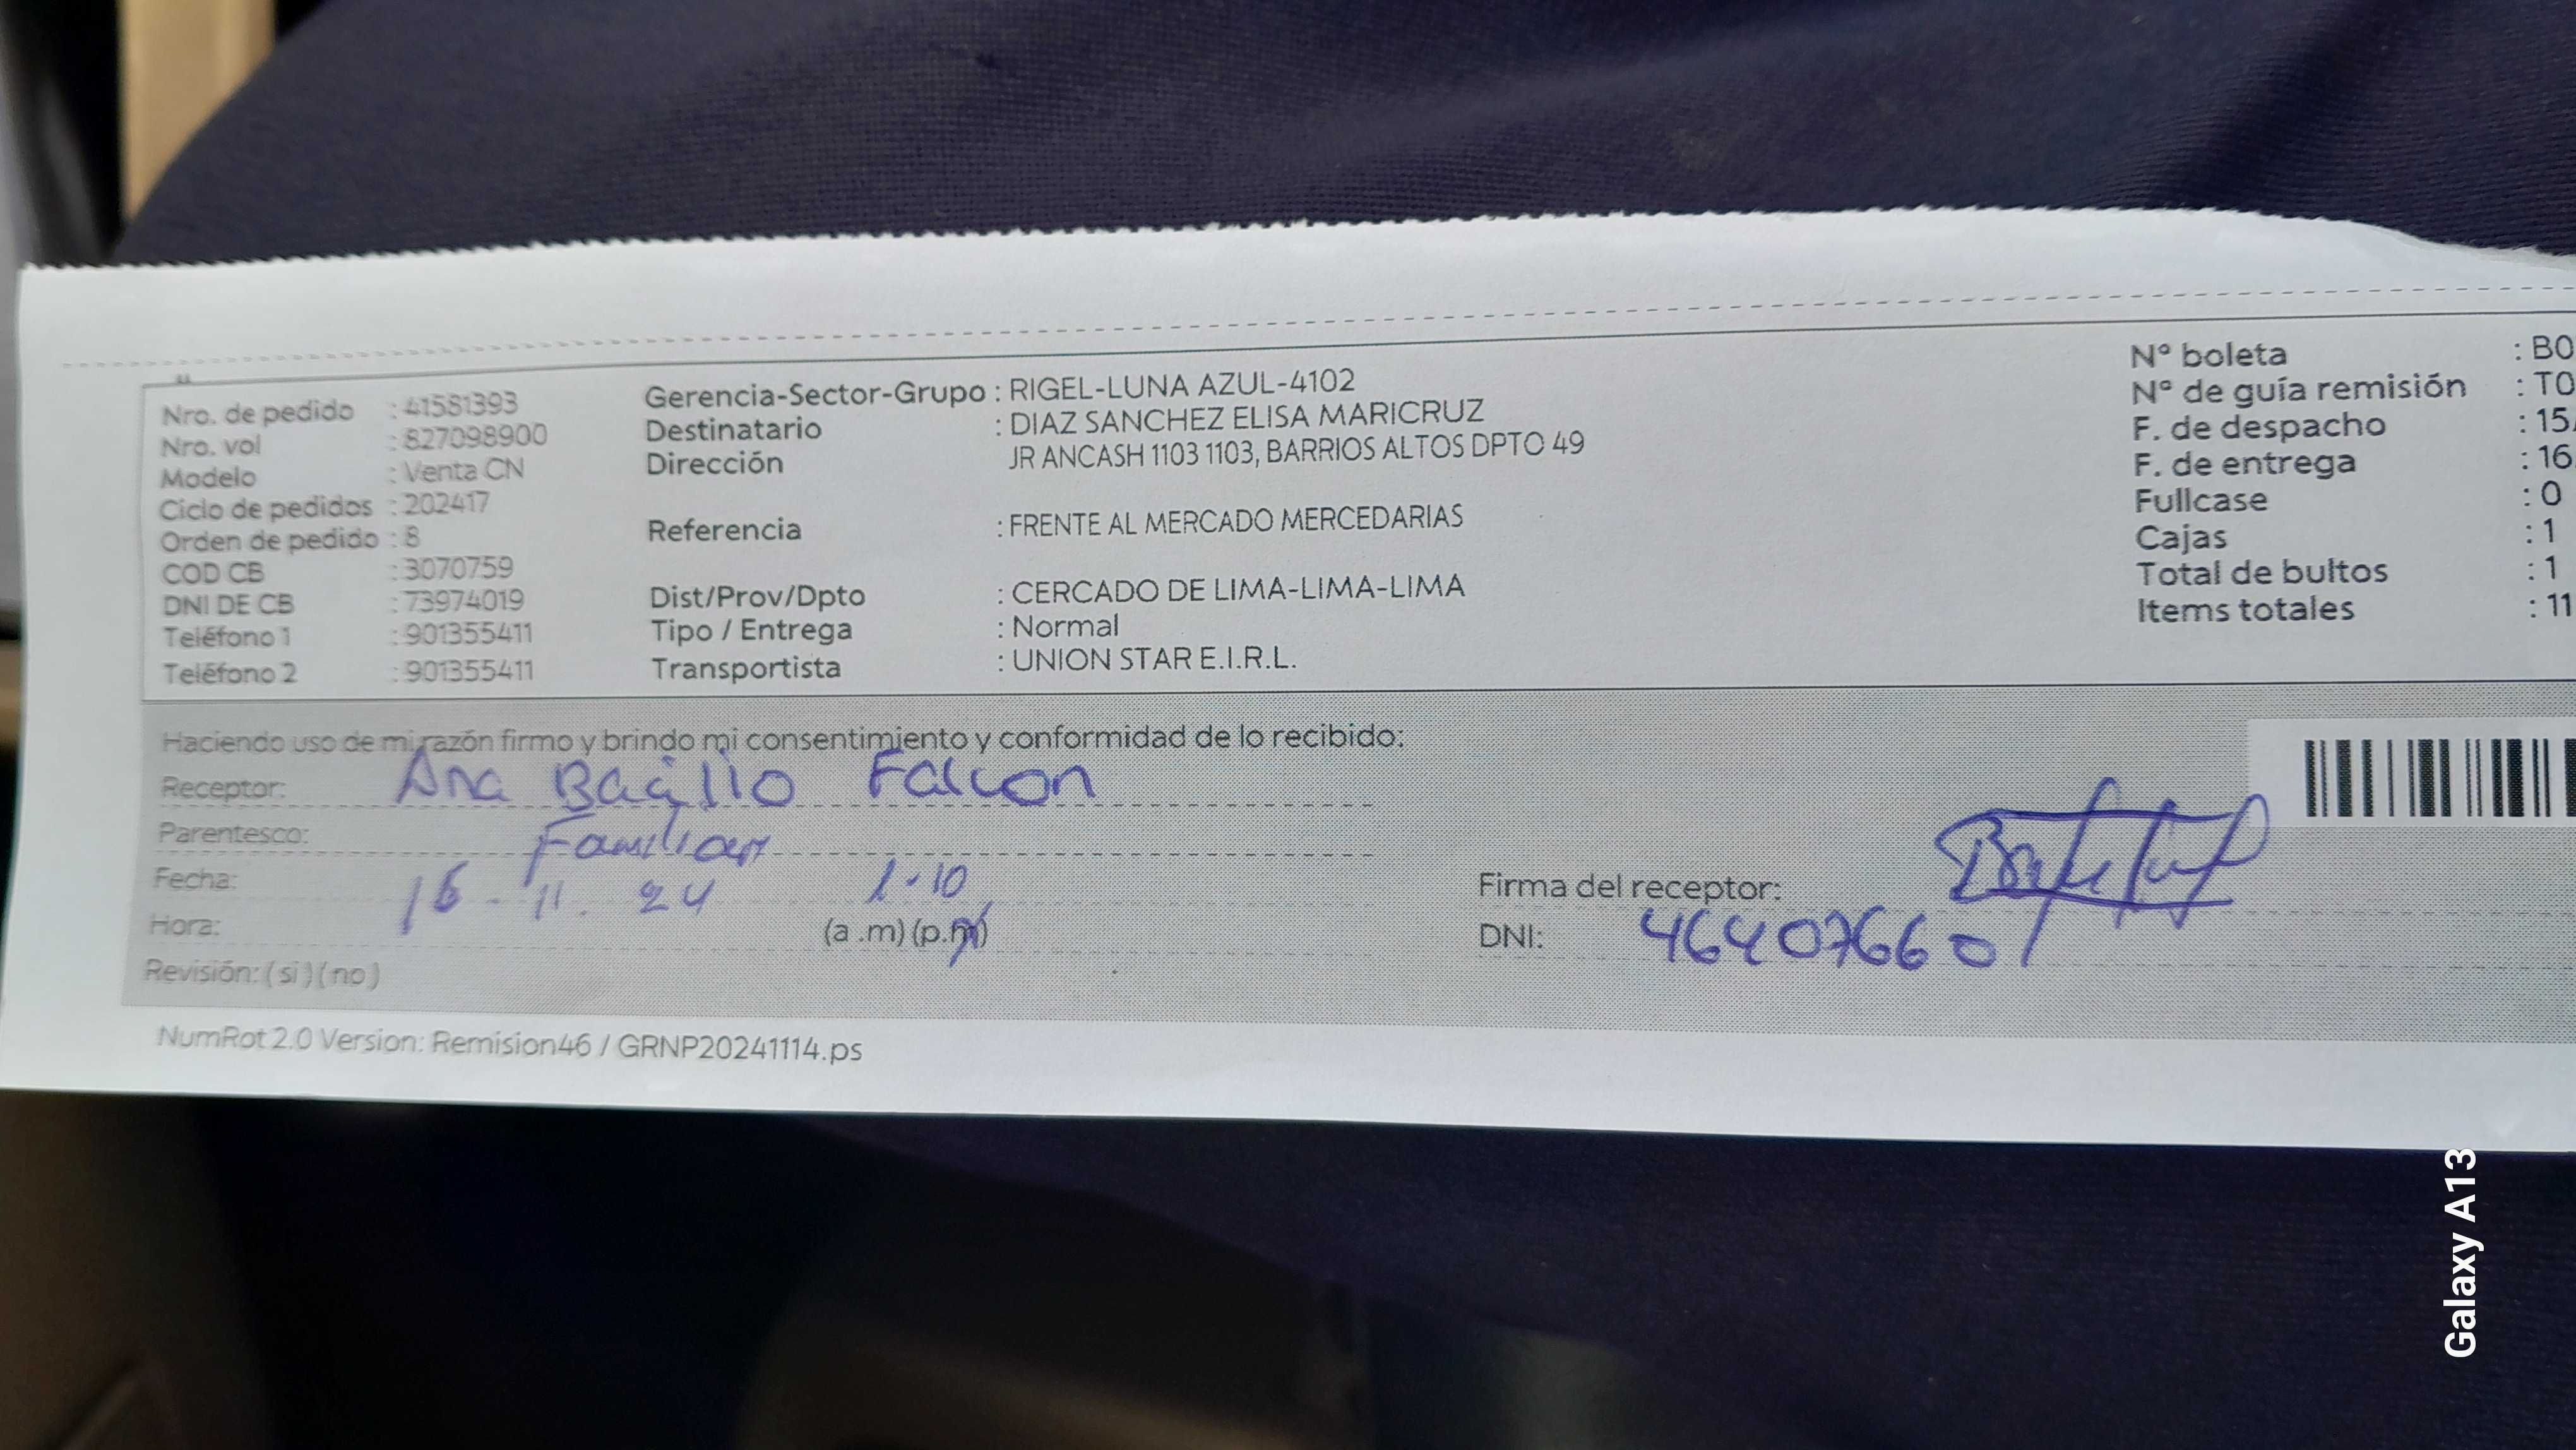 Nro. de pedido : 41581393
Nro. vol : 827098900
Modelo : Venta CN
Ciclo de pedidos : 202417
Orden de pedido : 8
COD CB : 3070759
DNI DE CB : 73974019
Teléfono 1 : 901355411
Teléfono 2 : 901355411
Gerencia-Sector-Grupo : RIGEL-LUNA AZUL-4102
Destinatario : DIAZ SANCHEZ ELISA MARICRUZ
Dirección JR ANCASH 1103 1103, BARRIOS ALTOS DPTO 49
Referencia : FRENTE AL MERCADO MERCEDARIAS
Dist/Prov/Dpto : CERCADO DE LIMA-LIMA-LIMA
Tipo / Entrega : Normal
Transportista : UNION STAR E.I.R.L.
Nº boleta : B0
Nº de guía remisión : T0
F. de despacho : 15
F. de entrega : 16
Fullcase : 0
Cajas : 1
Total de bultos : 1
Items totales : 11
Haciendo uso de mi razón firmo y brindo mi consentimiento y conformidad de lo recibido:
Receptor: Ana Bacilio Falcon
Parentesco: Familiar
Fecha: 16 - 11. 24 1.10
Hora: (a .m) (p.m)
Revisión: ( si ) ( no )
Firma del receptor:
DNI: 46407660
NumRot 2.0 Version: Remision46 / GRNP20241114.ps
Galaxy A13